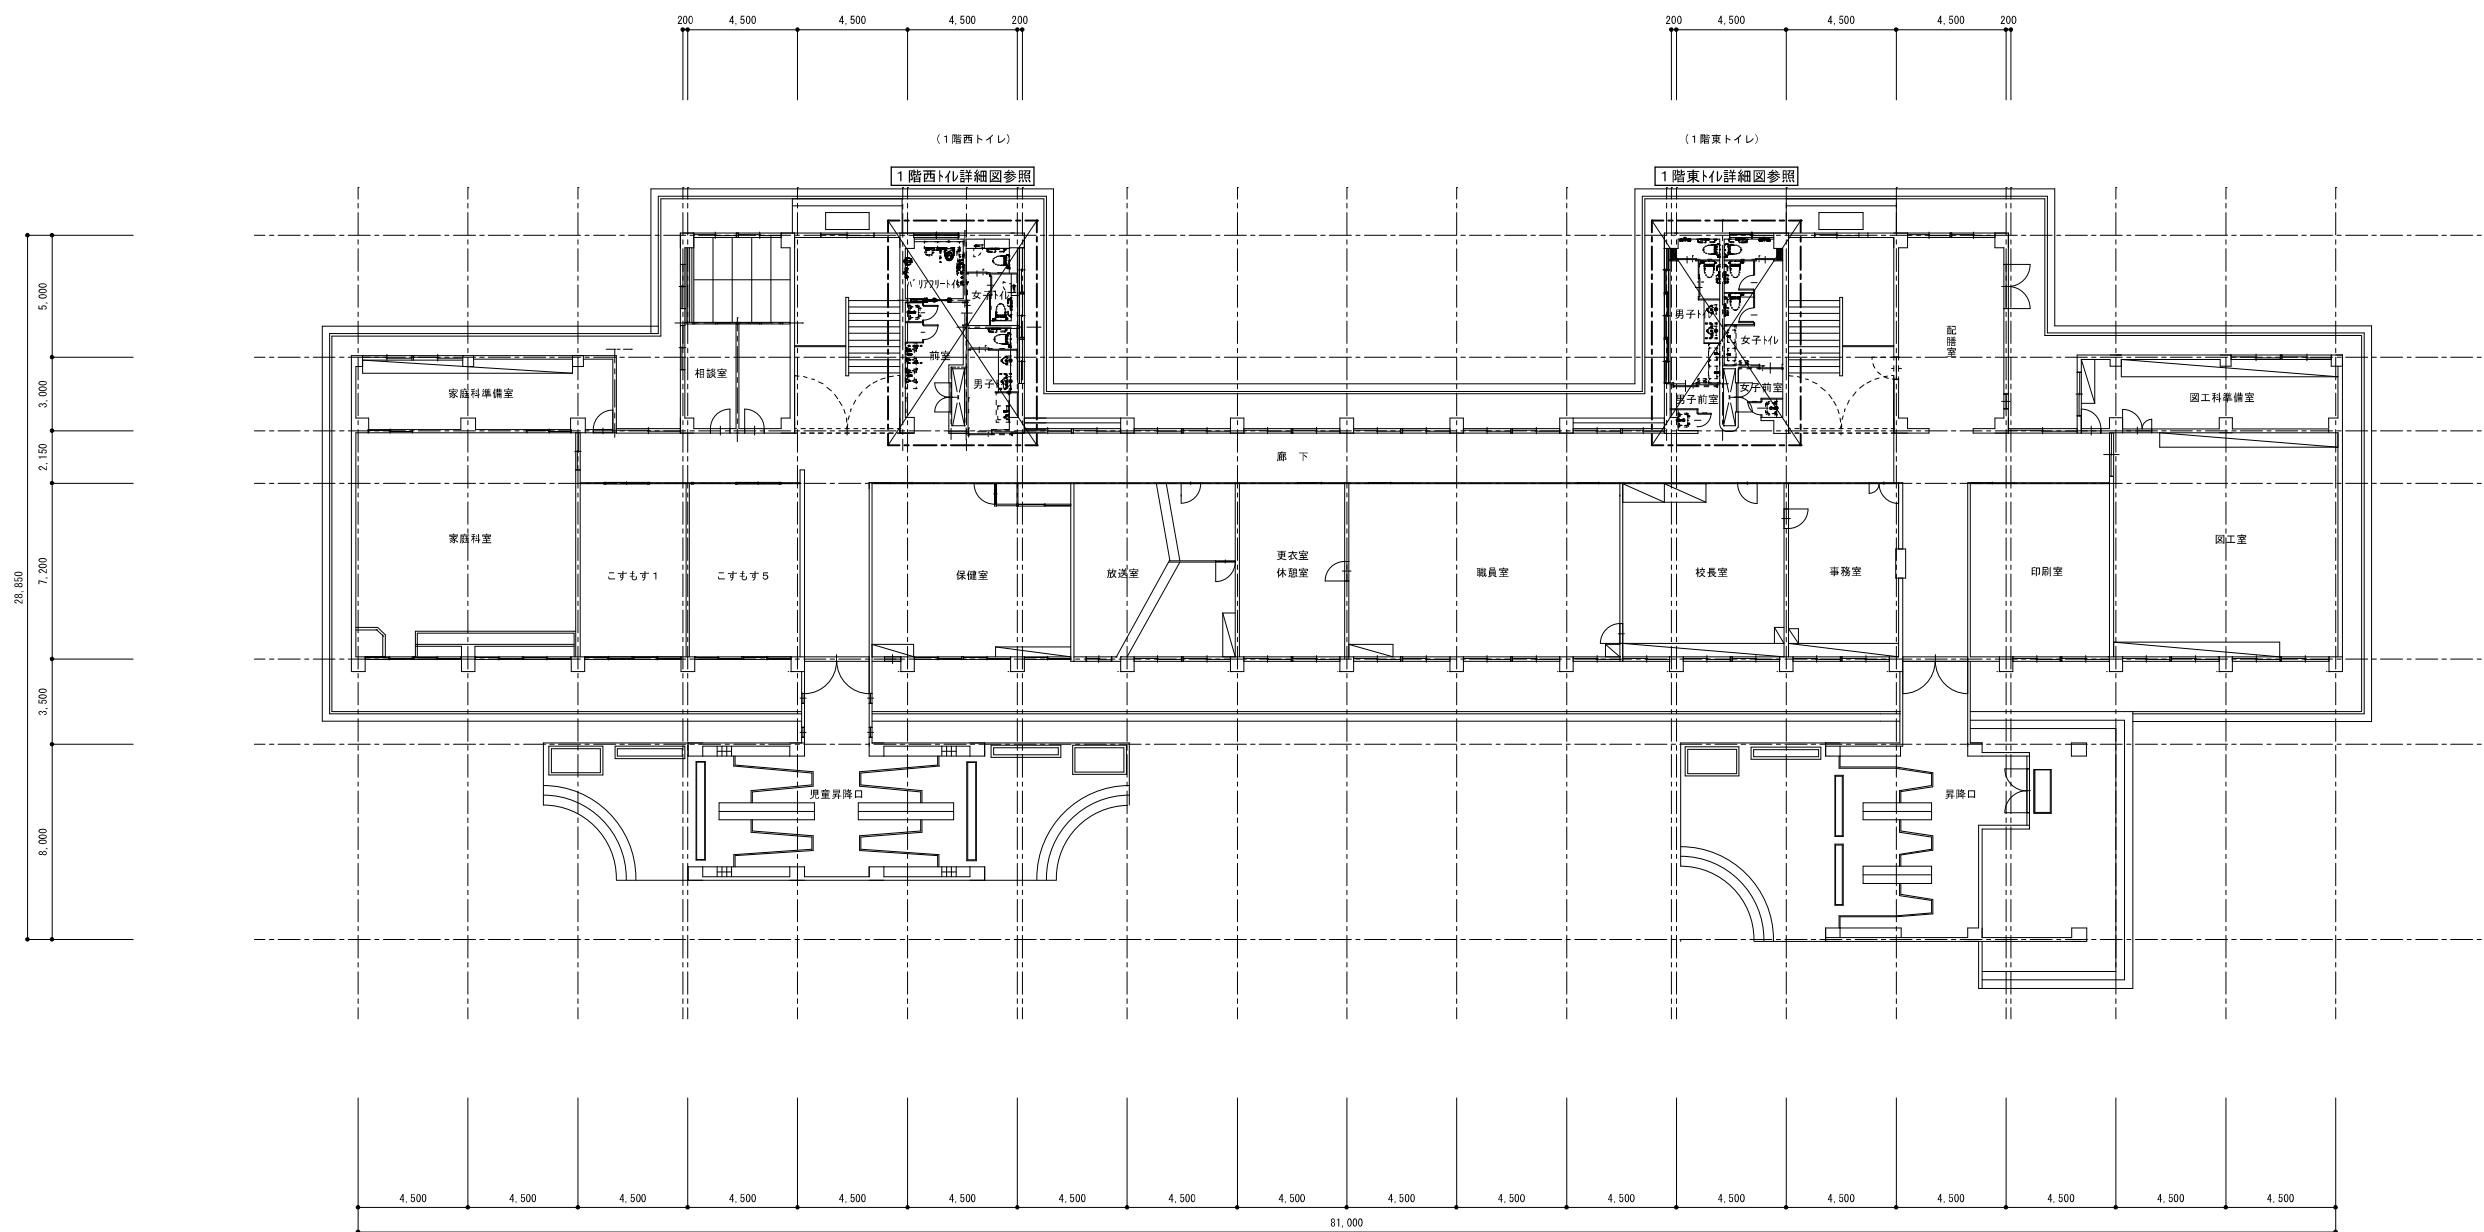 200 4,500 4,500 4,500 200
200 4,500 4,500 4,500 200
(1階西トイレ)
(1階東トイレ)
1階西トイレ詳細図参照
1階東トイレ詳細図参照
5,000
3,000
2,150
7,200
3,500
8,000
28,850
バリアフリートイレ
女子トイレ
前室
男子
相談室
家庭科準備室
男子トイレ
女子トイレ
女子前室
男子前室
配膳室
図工科準備室
廊 下
家庭科室
こすもす1
こすもす5
保健室
放送室
更衣室
休憩室
職員室
校長室
事務室
印刷室
図工室
児童昇降口
昇降口
4,500 4,500 4,500 4,500 4,500 4,500 4,500 4,500 4,500 4,500 4,500 4,500 4,500 4,500 4,500 4,500 4,500 4,500
81,000